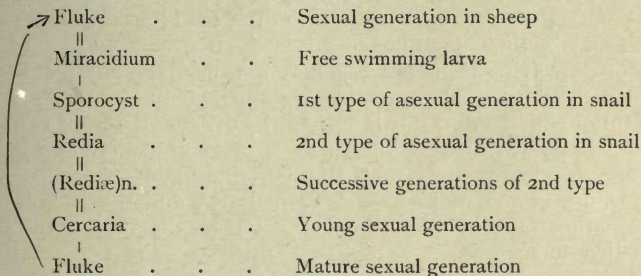 Fluke . . . Sexual generation in sheep
||
Miracidium . . Free swimming larva
|
Sporocyst . . . 1st type of asexual generation in snail
||
Redia . . . 2nd type of asexual generation in snail
||
(Rediæ)n. . . Successive generations of 2nd type
||
Cercaria . . . Young sexual generation
|
Fluke . . . Mature sexual generation